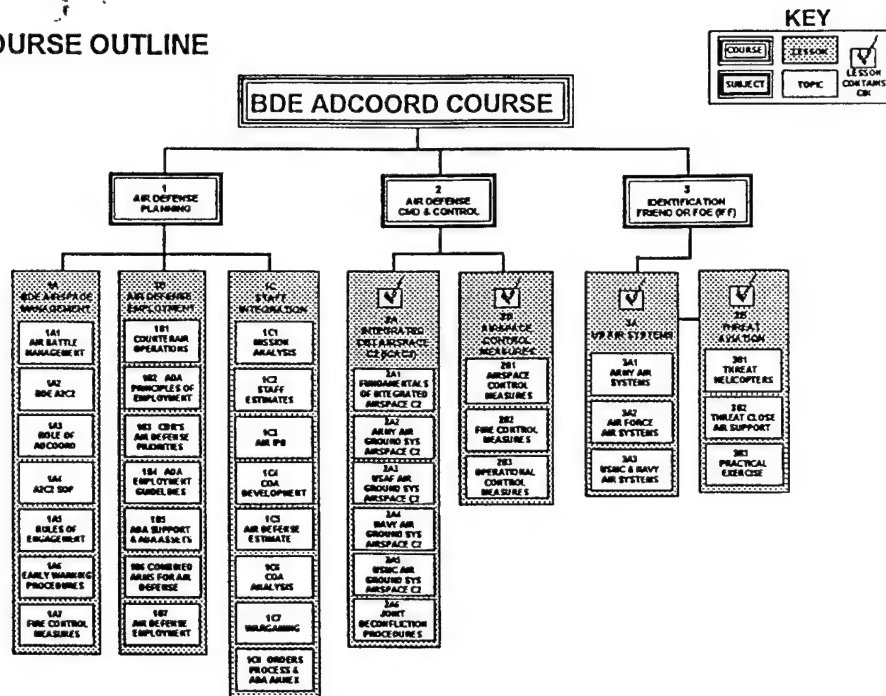 OURSE OUTLINE
KEY
COURSE
LESSON
SUBJECT
TOPIC
LESSON
CONTAINS
CBI
BDE ADCOORD COURSE
1
AIR DEFENSE
PLANNING
2
AIR DEFENSE
CMD & CONTROL
3
IDENTIFICATION
FRIEND OR FOE (IFF)
1A
BDE AIRSPACE
MANAGEMENT
1A1
AIR BATTLE
MANAGEMENT
1A2
BDE A2C2
1A3
ROLE OF
ADCOORD
1A4
A2C2 SOP
1A5
RULES OF
ENGAGEMENT
1A6
EARLY WARNING
PROCEDURES
1A7
FIRE CONTROL
MEASURES
AIR DEFENSE
EMPLOYMENT
1B1
COUNTERAIR
OPERATIONS
1B2 ADA
PRINCIPLES OF
EMPLOYMENT
1B3 CDR'S
AIR DEFENSE
PRIORITIES
1B4 ADA
EMPLOYMENT
GUIDELINES
1B5
ADA SUPPORT
& ADA ASSETS
1B6 COMBINED
ARMS FOR AIR
DEFENSE
1B7
AIR DEFENSE
EMPLOYMENT
1C
STAFF
INTEGRATION
1C1
MISSION
ANALYSIS
1C2
STAFF
ESTIMATES
1C3
AIR IPB
1C4
COA
DEVELOPMENT
1C5
AIR DEFENSE
ESTIMATE
1C6
COA
ANALYSIS
1C7
WARGAMING
1C8 ORDERS
PROCESS &
ADA ANNEX
2A
INTEGRATED
AIRSPACE
2A1
FUNDAMENTALS
OF INTEGRATED
AIRSPACE C2
2A2
ARMY AIR
GROUND SYS
AIRSPACE C2
2A3
USAF AIR
GROUND SYS
AIRSPACE C2
2A4
NAVY AIR
GROUND SYS
AIRSPACE C2
2A5
USMC AIR
GROUND SYS
AIRSPACE C2
2A6
JOINT
DECONFLICTION
PROCEDURES
2B
AIRSPACE
CONTROL
MEASURES
2B1
AIRSPACE
CONTROL
MEASURES
2B2
FIRE CONTROL
MEASURES
2B3
OPERATIONAL
CONTROL
MEASURES
3A
US AIR SYSTEMS
3A1
ARMY AIR
SYSTEMS
3A2
AIR FORCE
AIR SYSTEMS
3A3
USMC & NAVY
AIR SYSTEMS
3B
THREAT
AVIATION
3B1
THREAT
HELICOPTERS
3B2
THREAT CLOSE
AIR SUPPORT
3B3
PRACTICAL
EXERCISE